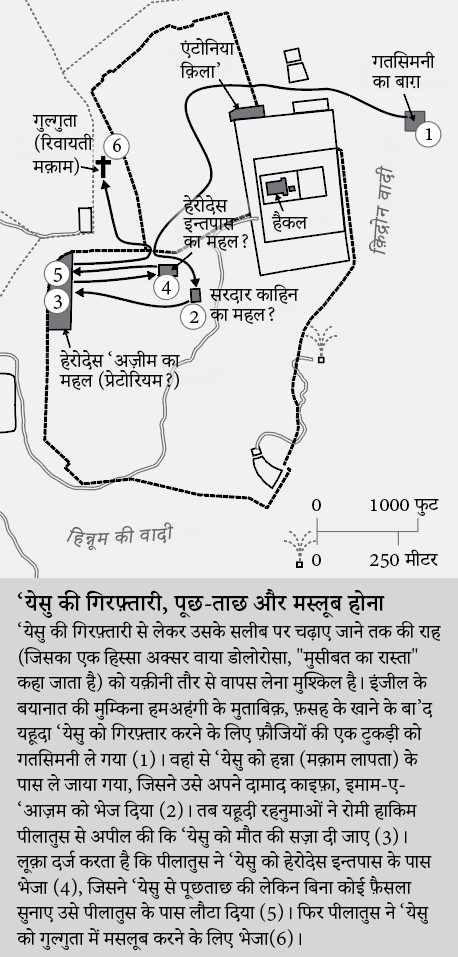 एंटोनिया
क़िला'
गतसिमनी
का बाग़
गुल्गुता
(रिवायती
मक़ाम)
6
1
हेरोदेस
इन्तपास
का महल?
हैकल
क़िद्रोन वादी
5
4
3
2
सरदार काहिन
का महल?
हेरोदेस 'अज़ीम का
महल (प्रेटोरियम?)
0 1000 फुट
0 250 मीटर
हिन्नूम की वादी
'येसु की गिरफ़्तारी, पूछ-ताछ और मस्लूब होना
'येसु की गिरफ़्तारी से लेकर उसके सलीब पर चढ़ाए जाने तक की राह
(जिसका एक हिस्सा अक्सर वाया डोलोरोसा, "मुसीबत का रास्ता"
कहा जाता है) को यक़ीनी तौर से वापस लेना मुश्किल है। इंजील के
बयानात की मुम्किना हमअहंगी के मुताबिक़, फ़सह के खाने के बा'द
यहूदा 'येसु को गिरफ़्तार करने के लिए फ़ौजियों की एक टुकड़ी को
गतसिमनी ले गया (1)। वहां से 'येसु को हन्ना (मक़ाम लापता) के
पास ले जाया गया, जिसने उसे अपने दामाद काइफ़ा, इमाम-ए-
'आज़म को भेज दिया (2)। तब यहूदी रहनुमाओं ने रोमी हाकिम
पीलातुस से अपील की कि 'येसु को मौत की सज़ा दी जाए (3)।
लूक़ा दर्ज करता है कि पीलातुस ने 'येसु को हेरोदेस इन्तपास के पास
भेजा (4), जिसने 'येसु से पूछताछ की लेकिन बिना कोई फ़ैसला
सुनाए उसे पीलातुस के पास लौटा दिया (5)। फिर पीलातुस ने 'येसु
को गुल्गुता में मसलूब करने के लिए भेजा(6)।